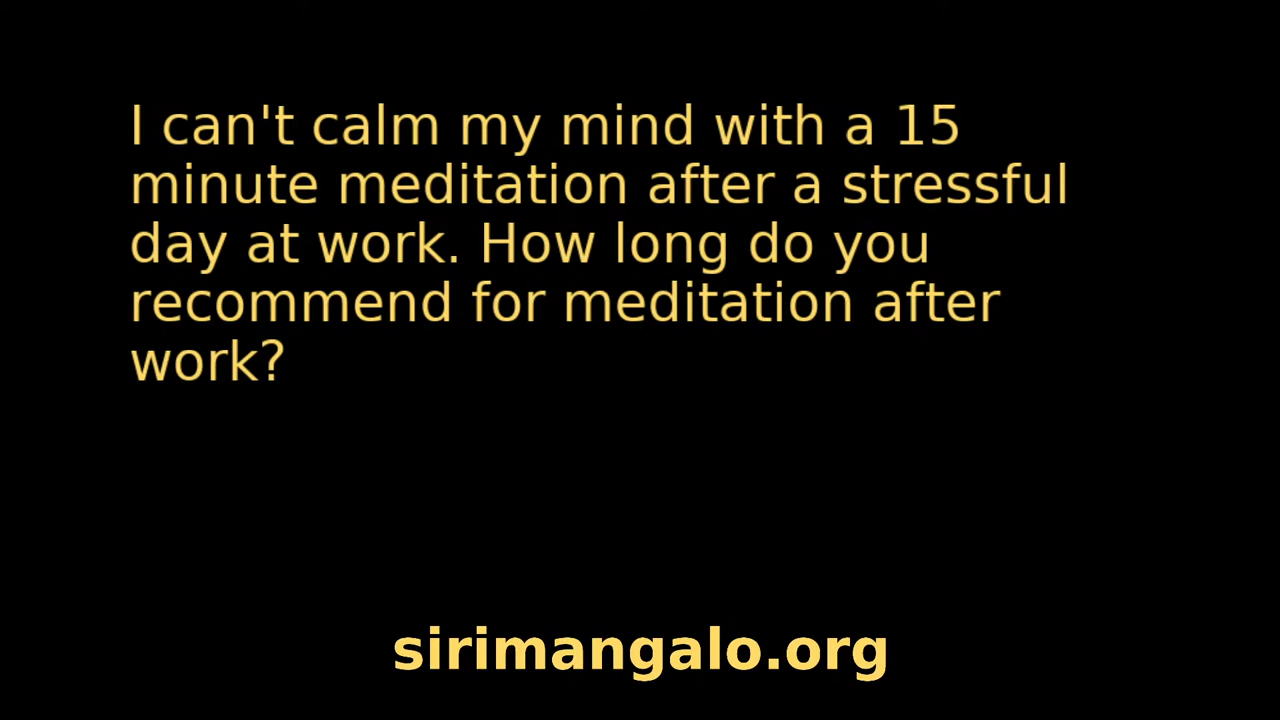 I can't calm my mind with a 15
minute meditation after a stressful
day at work. How long do you
recommend for meditation after
work?
sirimangalo.org